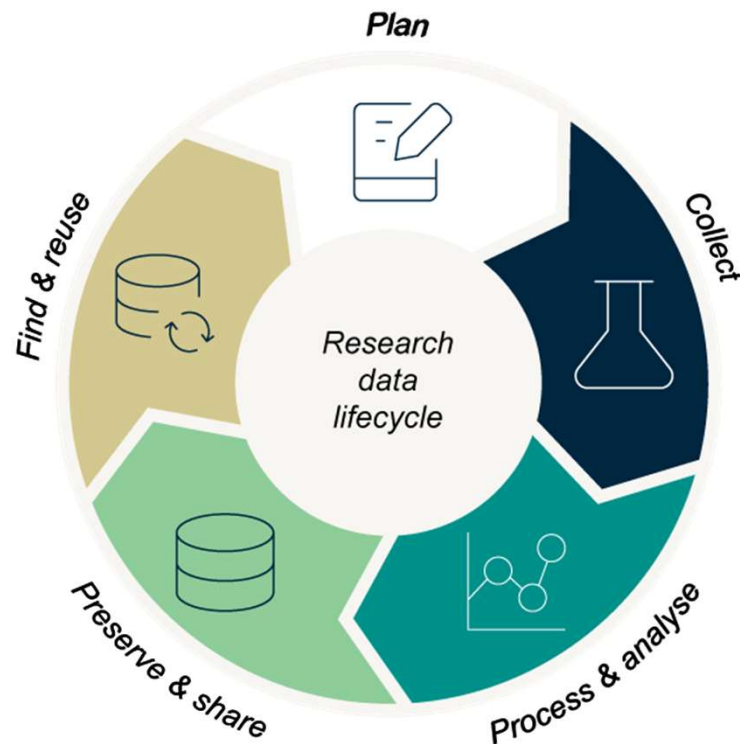 Plan
Collect
Process & analyse
Preserve & share
Find & reuse
Research
data
lifecycle